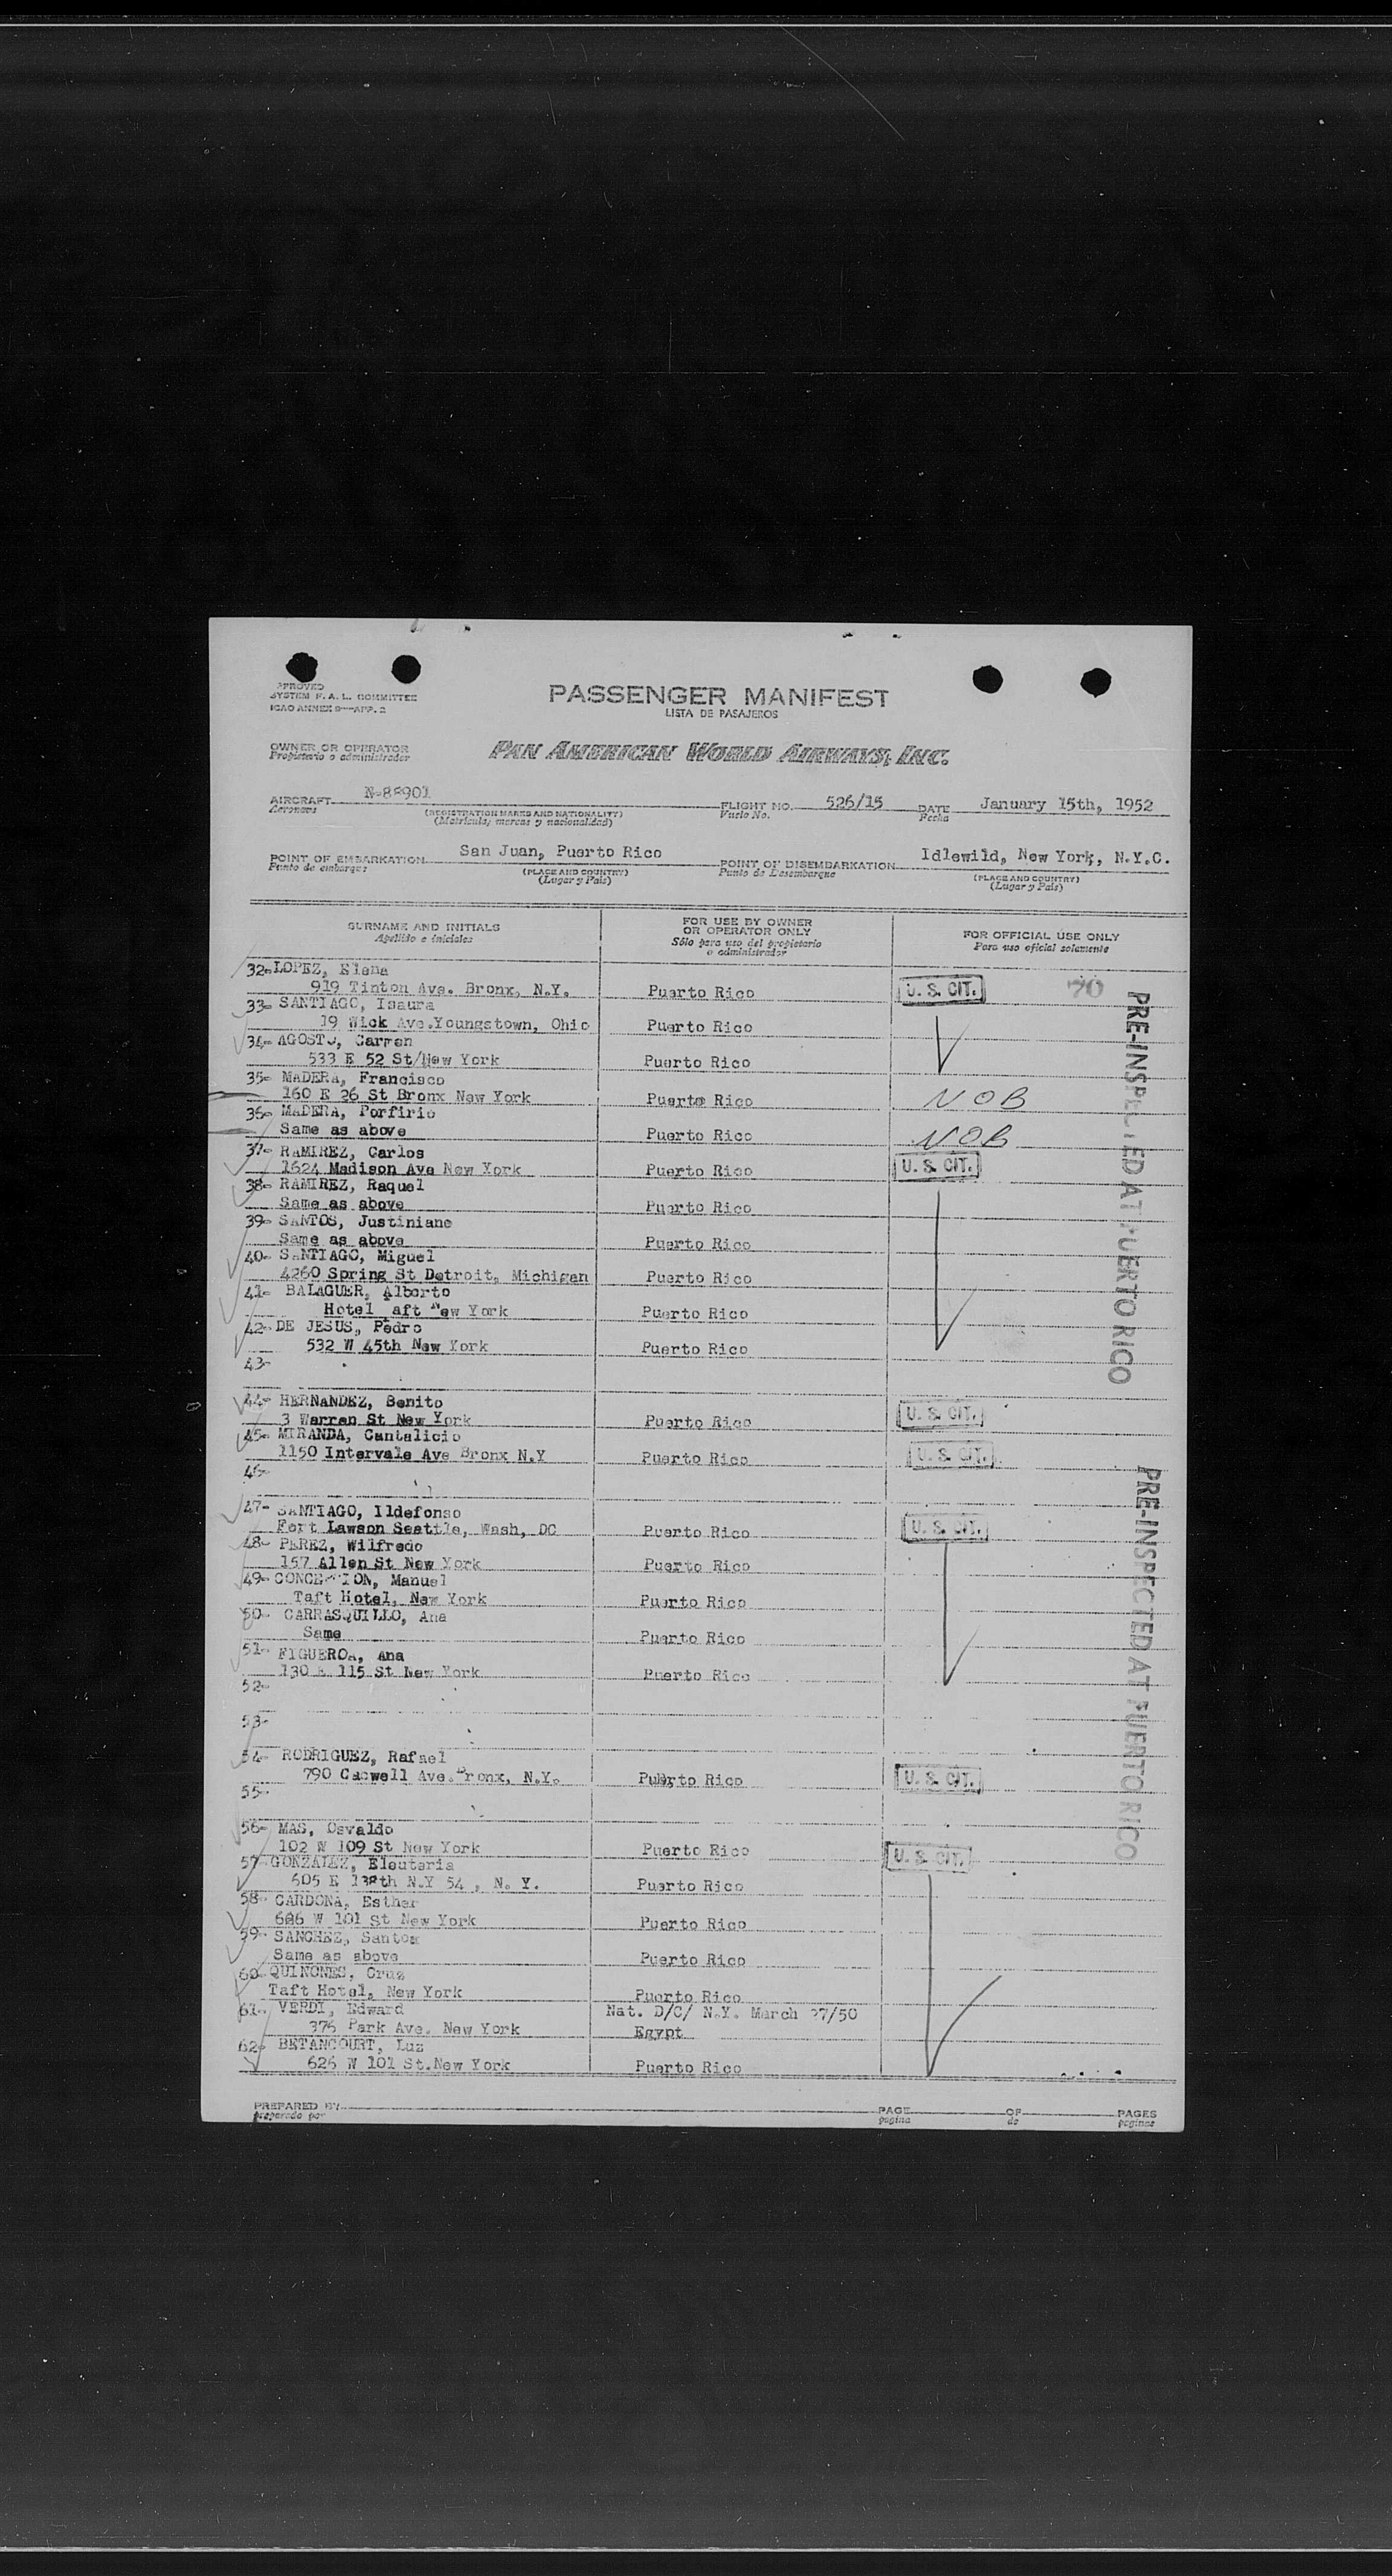 APPROVED
SYSTEM F. A. L. COMMITTEE
ICAO ANNEX 9—APP. 2
PASSENGER MANIFEST
LISTA DE PASAJEROS
OWNER OR OPERATOR
Propietario o administrador
PAN AMERICAN WORLD AIRWAYS, INC.
AIRCRAFT N-88901
Aeronave
(REGISTRATION MARKS AND NATIONALITY)
(Matrícula; marcas y nacionalidad)
FLIGHT NO. 526/15
Vuelo No.
DATE January 15th, 1952
Fecha
POINT OF EMBARKATION San Juan, Puerto Rico
Punto de embarque
(PLACE AND COUNTRY)
(Lugar y País)
POINT OF DISEMBARKATION Idlewild, New York, N.Y.C.
Punto de Desembarque
(PLACE AND COUNTRY)
(Lugar y País)
SURNAME AND INITIALS
Apellido e iniciales
FOR USE BY OWNER
OR OPERATOR ONLY
Sólo para uso del propietario
o administrador
FOR OFFICIAL USE ONLY
Para uso oficial solamente
32- LOPEZ, Elena
919 Tinton Ave. Bronx, N.Y. Puerto Rico U. S. CIT. 70
33- SANTIAGO, Isaura
19 Wick Ave.Youngstown, Ohio Puerto Rico
34- AGOSTO, Carmen
533 E 52 St/New York Puerto Rico
35- MADERA, Francisco
160 E 26 St Bronx New York Puerto Rico NOB
36- MADERA, Porfirio
Same as above Puerto Rico NOB
37- RAMIREZ, Carlos
1624 Madison Ave New York Puerto Rico U. S. CIT.
38- RAMIREZ, Raquel
Same as above Puerto Rico
39- SANTOS, Justiniano
Same as above Puerto Rico
40- SANTIAGO, Miguel
4260 Spring St Detroit, Michigan Puerto Rico
41- BALAGUER, Alberto
Hotel aft New York Puerto Rico
42- DE JESUS, Pedro
532 W 45th New York Puerto Rico
43-
44- HERNANDEZ, Benito
3 Warren St New York Puerto Rico U. S. CIT.
45- MIRANDA, Cantalicio
1150 Intervale Ave Bronx N.Y Puerto Rico U. S. CIT.
46-
47- SANTIAGO, Ildefonso
Fort Lawson Seattle, Wash, DC Puerto Rico U. S. CIT.
48- PEREZ, Wilfredo
157 Allen St New York Puerto Rico
49- CONCEPTION, Manuel
Taft Hotel, New York Puerto Rico
50- CARRASQUILLO, Ana
Same Puerto Rico
51- FIGUEROA, Ana
130 E 115 St New York Puerto Rico
52-
53-
54- RODRIGUEZ, Rafael
790 Cacwell Ave. Bronx, N.Y. Puerto Rico U. S. CIT.
55-
56- MAS, Osvaldo
102 W 109 St New York Puerto Rico U. S. CIT.
57- GONZALEZ, Eleuteria
605 E 138th N.Y 54 , N. Y. Puerto Rico
58- CARDONA, Esther
626 W 101 St New York Puerto Rico
59- SANCHEZ, Santos
Same as above Puerto Rico
60- QUINONES, Cruz
Taft Hotel, New York Puerto Rico
61- VERDI, Edward Nat. D/C/ N.Y. March 27/50
376 Park Ave. New York Egypt
62- BETANCOURT, Luz
626 W 101 St.New York Puerto Rico
PRE-INSPECTED AT PUERTO RICO
PRE-INSPECTED AT PUERTO RICO
PREPARED BY
preparado por
PAGE OF PAGES
pagina de paginas